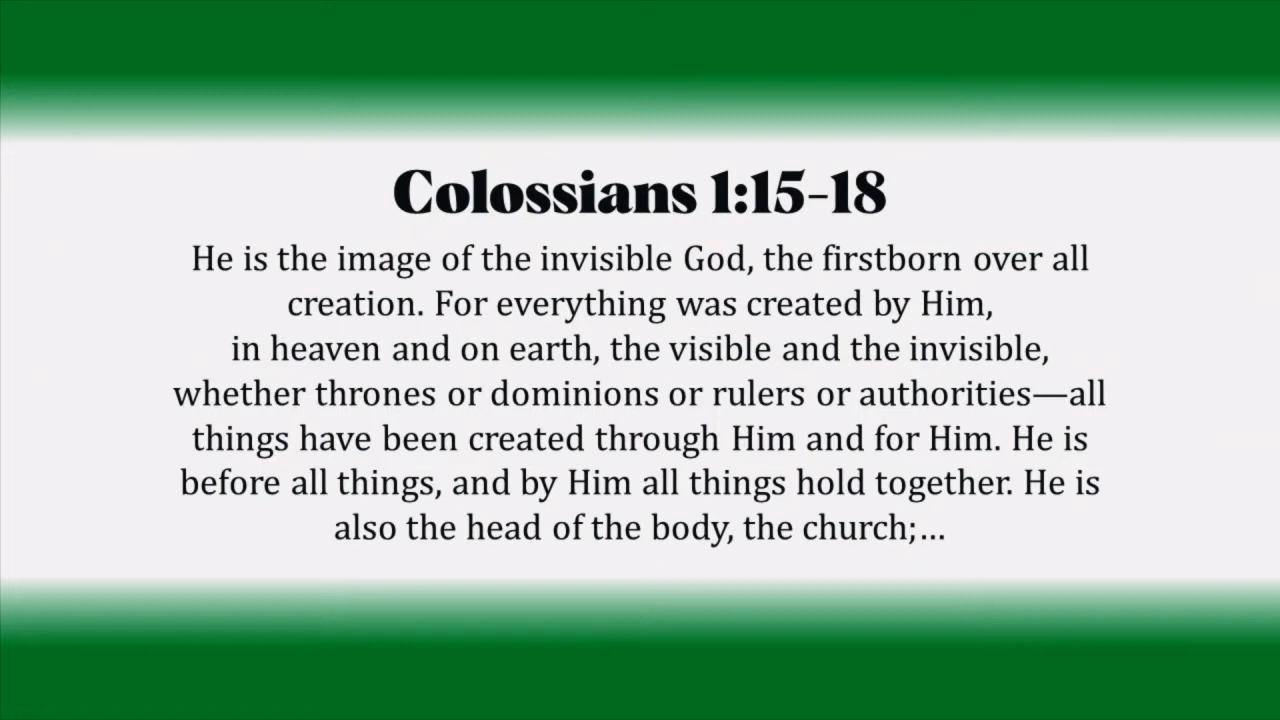 Colossians 1:15-18
He is the image of the invisible God, the firstborn over all
creation. For everything was created by Him,
in heaven and on earth, the visible and the invisible,
whether thrones or dominions or rulers or authorities—all
things have been created through Him and for Him. He is
before all things, and by Him all things hold together. He is
also the head of the body, the church;…